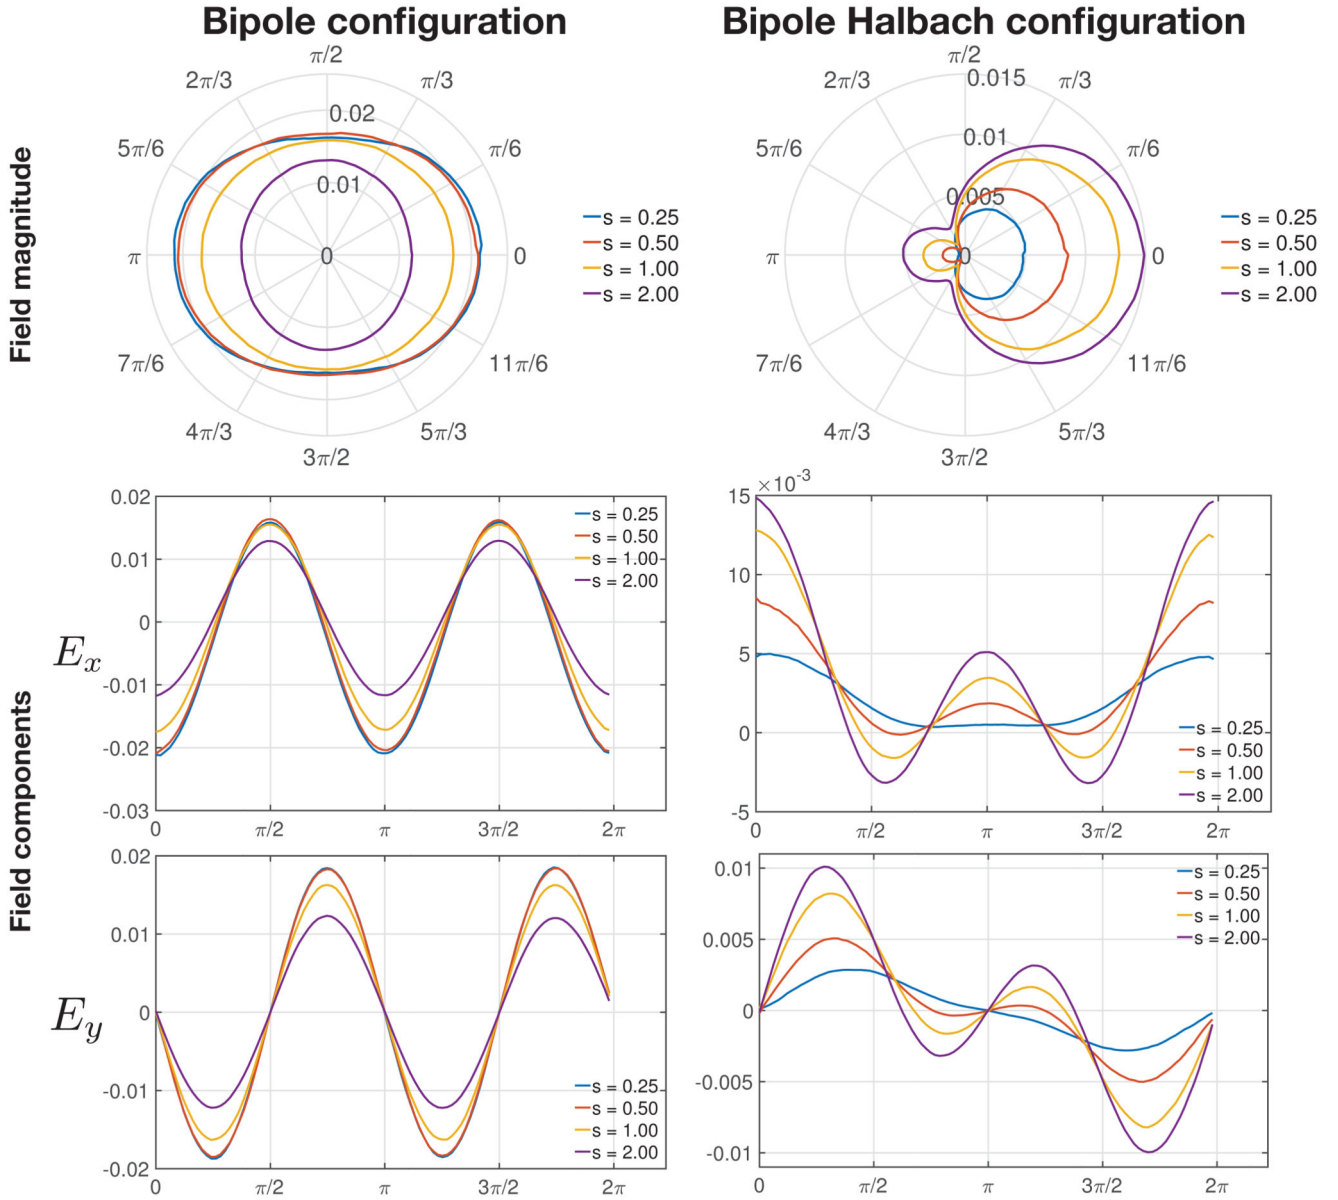 Bipole configuration
Bipole Halbach configuration
Field magnitude
π/2
2π/3
π/3
0.02
5π/6
π/6
0.01
π
0
0
7π/6
11π/6
4π/3
5π/3
3π/2
s = 0.25
s = 0.50
s = 1.00
s = 2.00
π/2
0.015
2π/3
π/3
0.01
5π/6
π/6
0.005
π
0
0
7π/6
11π/6
4π/3
5π/3
3π/2
s = 0.25
s = 0.50
s = 1.00
s = 2.00
Field components
Eₓ
0.02
0.01
0
-0.01
-0.02
-0.03
0 π/2 π 3π/2 2π
s = 0.25
s = 0.50
s = 1.00
s = 2.00
×10⁻³
15
10
5
0
-5
0 π/2 π 3π/2 2π
s = 0.25
s = 0.50
s = 1.00
s = 2.00
E_y
0.02
0.01
0
-0.01
-0.02
0 π/2 π 3π/2 2π
s = 0.25
s = 0.50
s = 1.00
s = 2.00
0.01
0.005
0
-0.005
-0.01
0 π/2 π 3π/2 2π
s = 0.25
s = 0.50
s = 1.00
s = 2.00